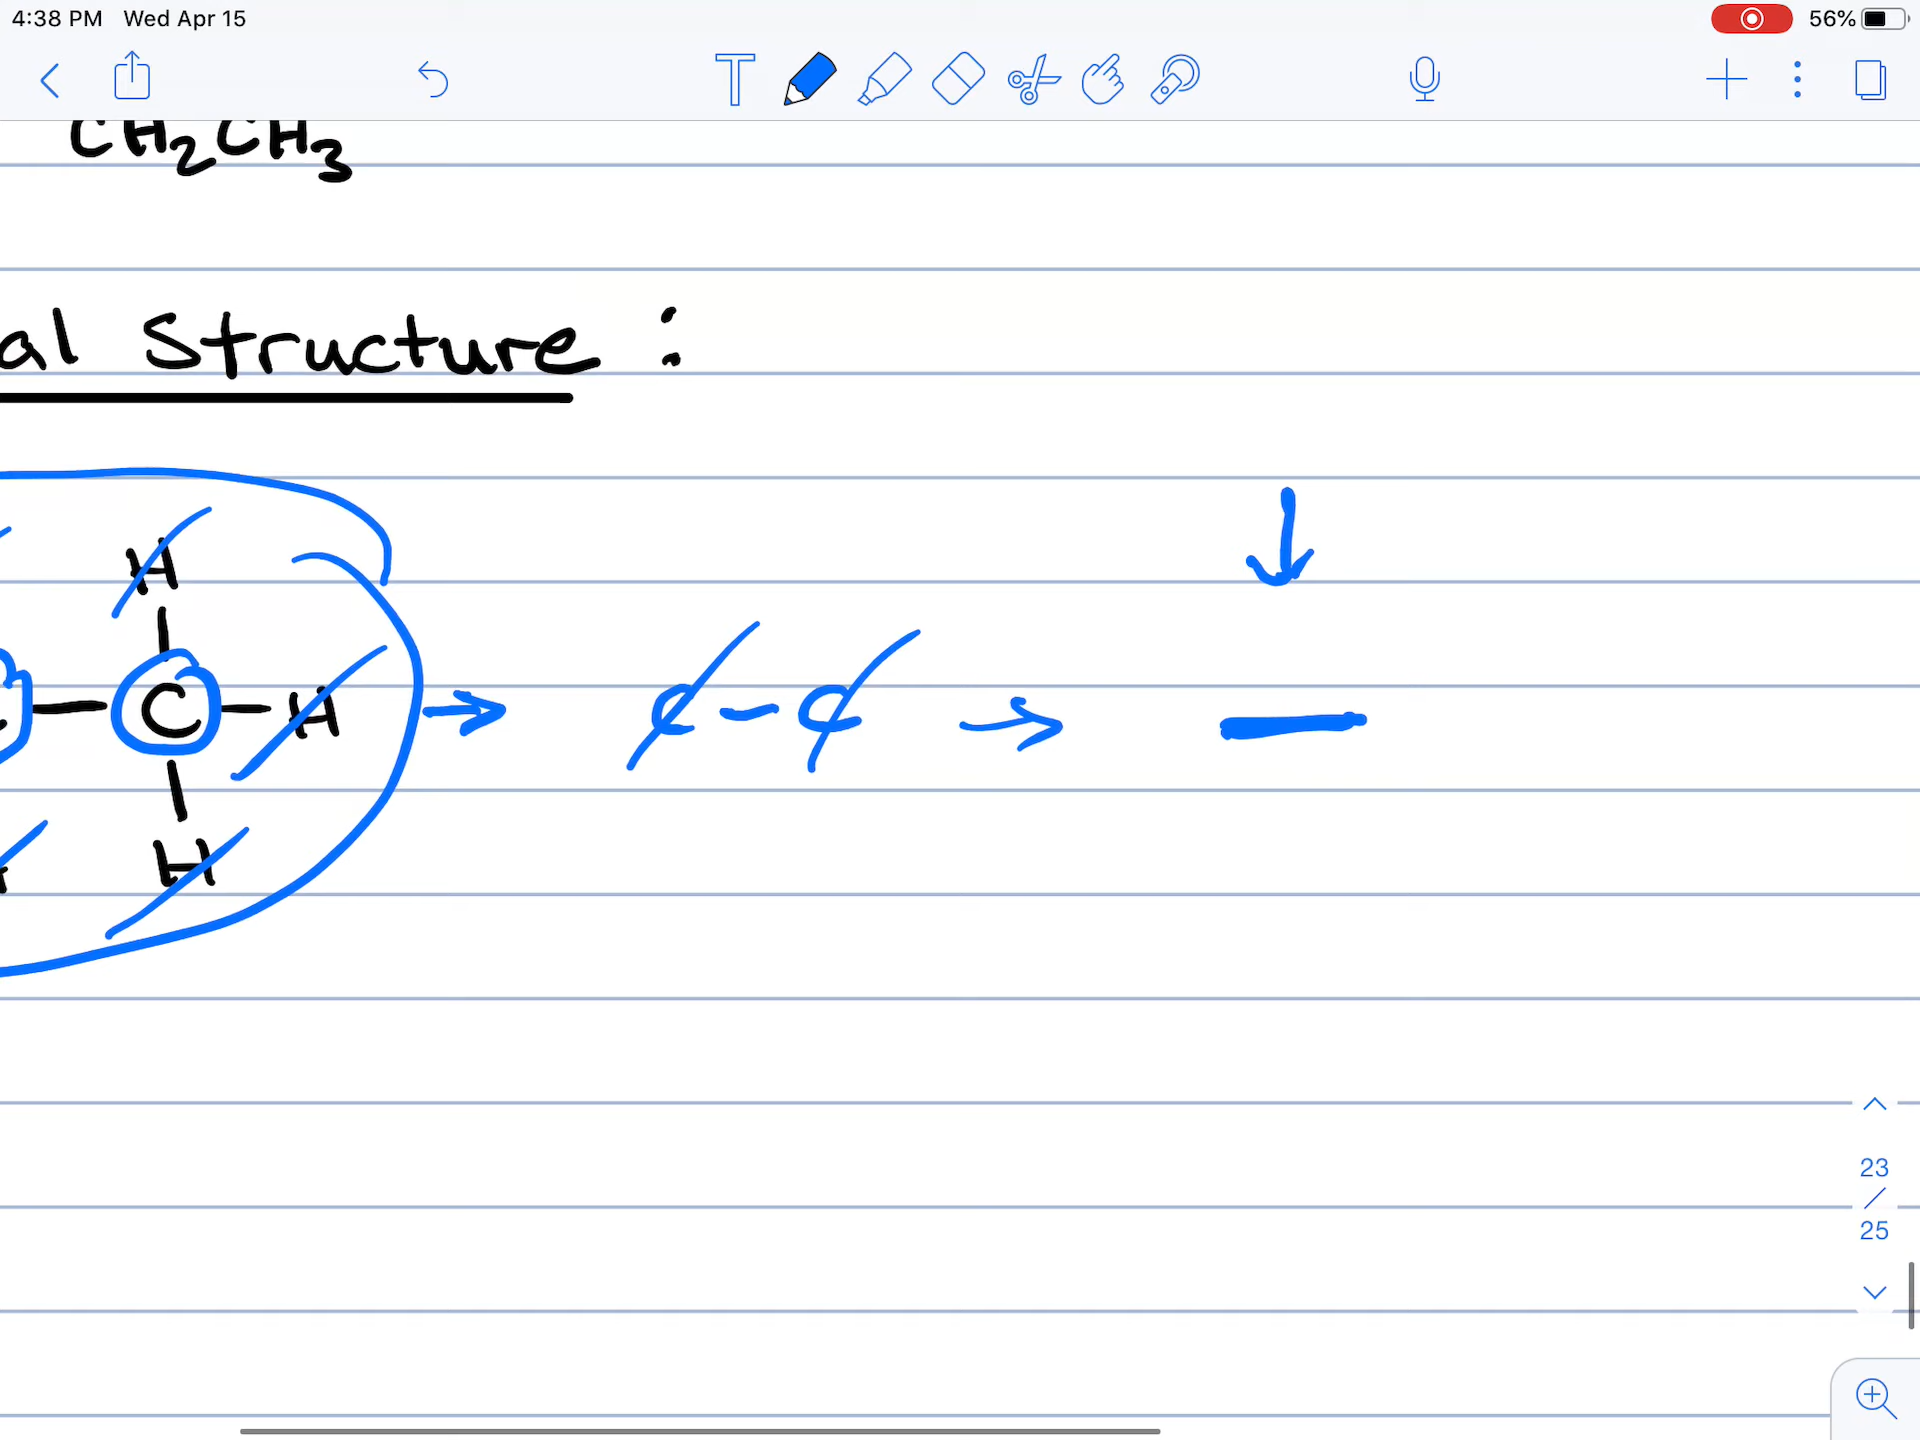 4:38 PM Wed Apr 15 56%
T
CH₂CH₃
al Structure :
H
C — H → C - C → —
H
23
/
25